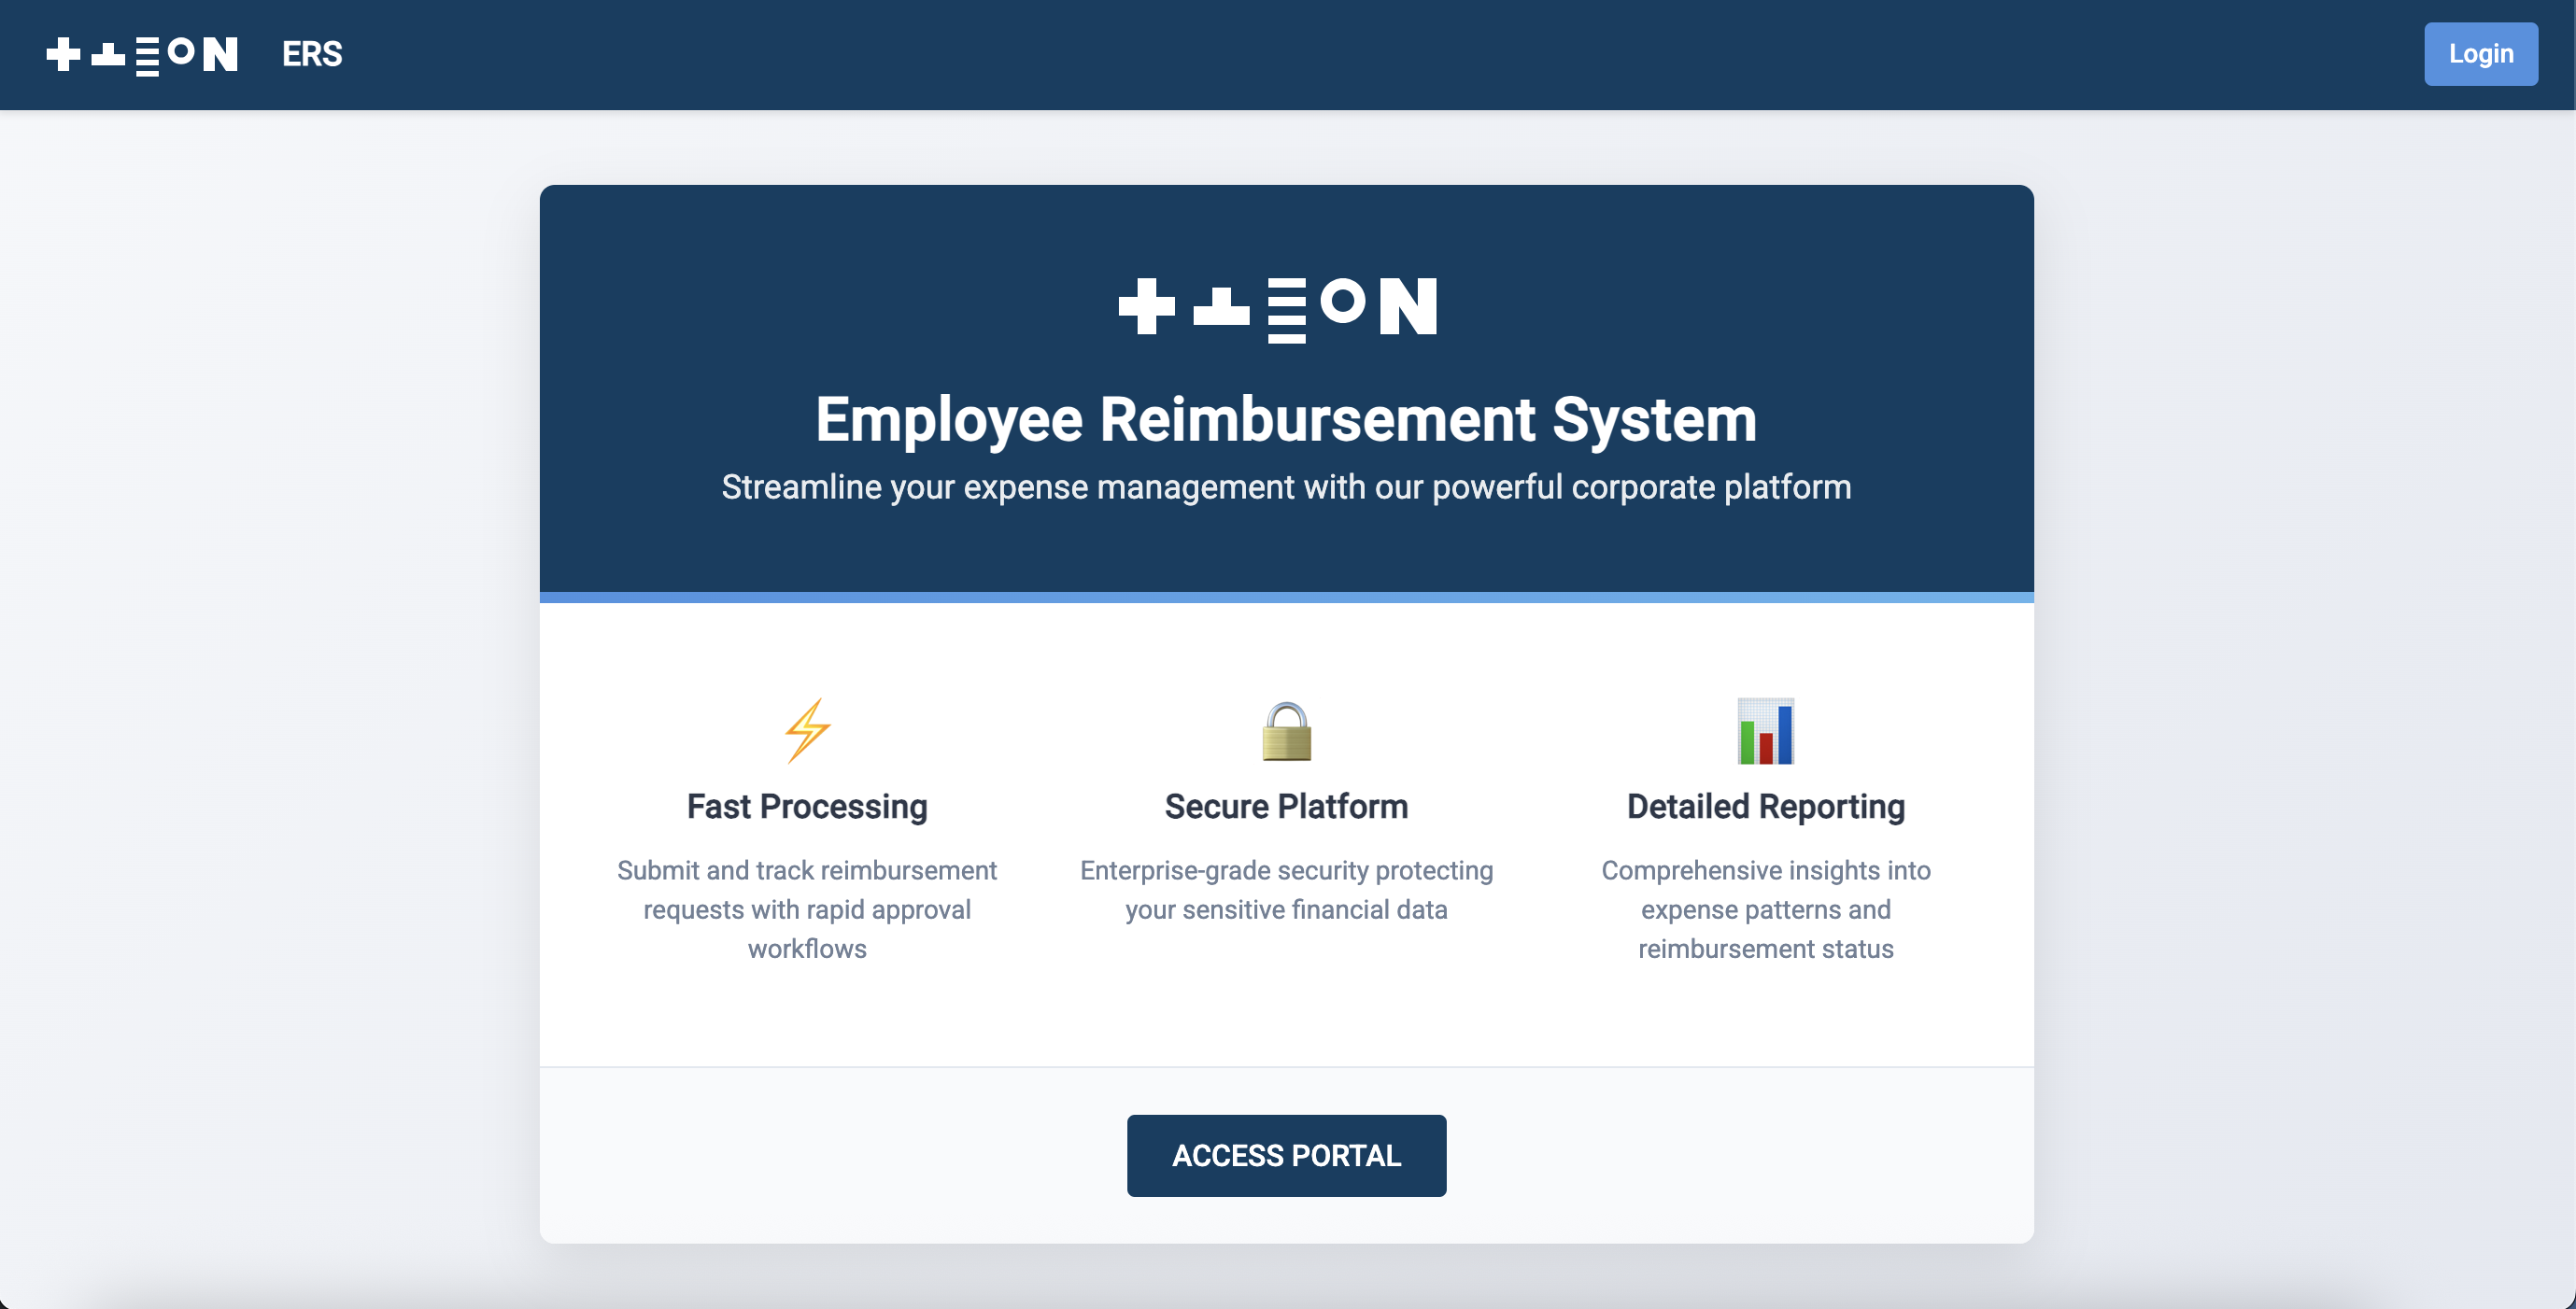 ERS
Login
Employee Reimbursement System
Streamline your expense management with our powerful corporate platform
Fast Processing
Submit and track reimbursement
requests with rapid approval
workflows
Secure Platform
Enterprise-grade security protecting
your sensitive financial data
Detailed Reporting
Comprehensive insights into
expense patterns and
reimbursement status
ACCESS PORTAL